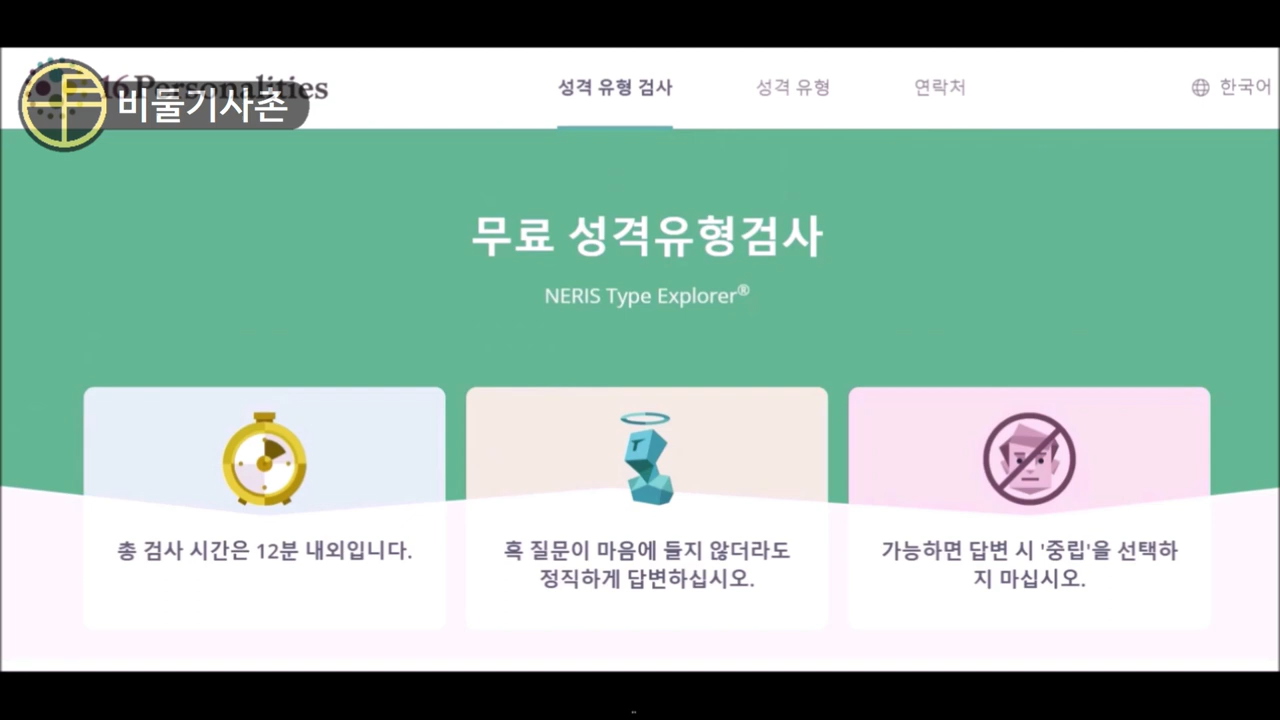 16Personalities
비둘기사촌
성격 유형 검사
성격 유형
연락처
한국어
무료 성격유형검사
NERIS Type Explorer®
총 검사 시간은 12분 내외입니다.
혹 질문이 마음에 들지 않더라도
정직하게 답변하십시오.
가능하면 답변 시 '중립'을 선택하
지 마십시오.